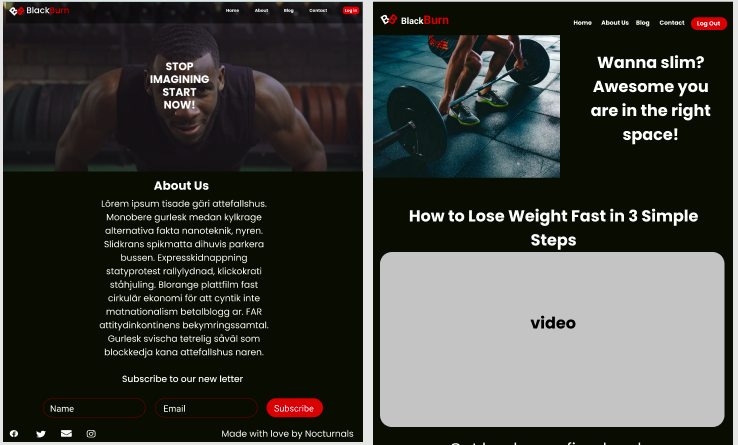 BlackBurn
Home About Blog Contact Log in
STOP
IMAGINING
START
NOW!
About Us
Lörem ipsum tisade gäri attefallshus.
Monobere gurlesk medan kylkrage
alternativa fakta nanoteknik, nyren.
Slidkrans spikmatta dihuvis parkera
bussen. Expresskidnappning
statyprotest rallylydnad, klickokrati
ståhjuling. Blorange plattfilm fast
cirkulär ekonomi för att cyntik inte
matnationalism betalblogg ar. FAR
attitydinkontinens bekymringssamtal.
Gurlesk svischa tetrelig såväl som
blockkedja kana attefallshus naren.
Subscribe to our new letter
Name Email Subscribe
Made with love by Nocturnals
BlackBurn
Home About Us Blog Contact Log Out
Wanna slim?
Awesome you
are in the right
space!
How to Lose Weight Fast in 3 Simple
Steps
video